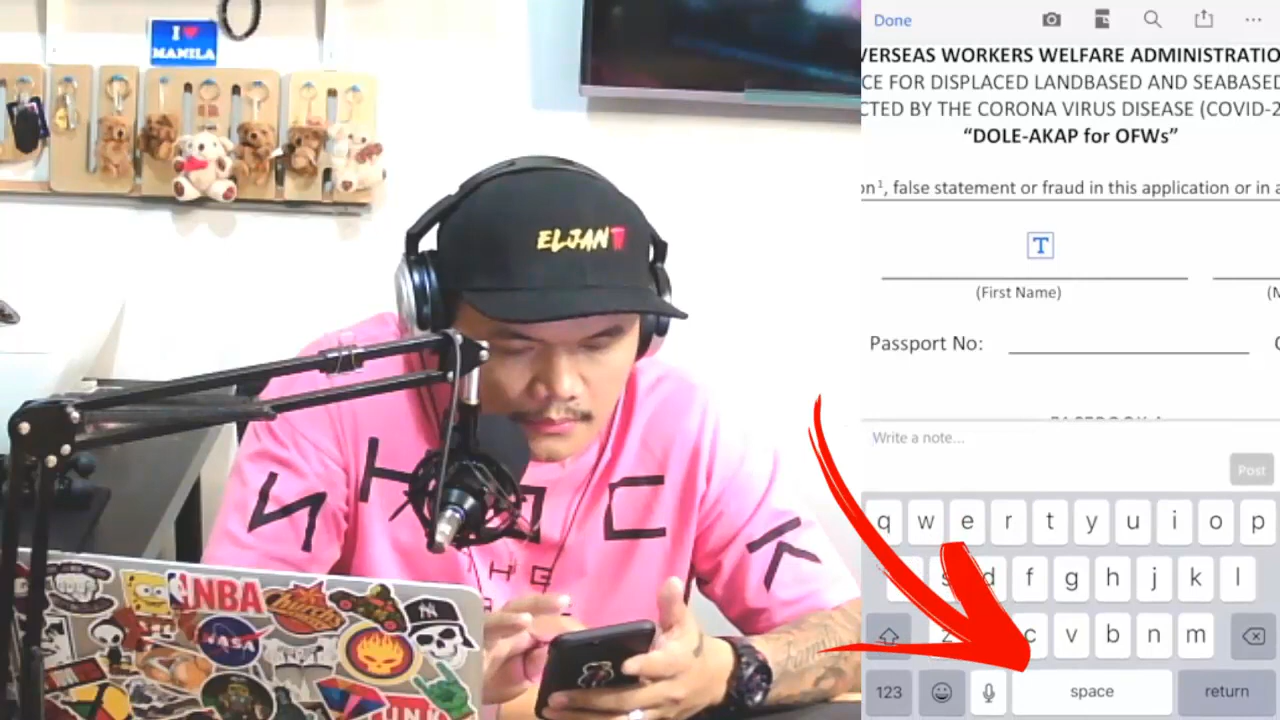 I ♥
MANILA
ELJAN
NBA
NASA
NY
Done
VERSEAS WORKERS WELFARE ADMINISTRATIO
CE FOR DISPLACED LANDBASED AND SEABASED
CTED BY THE CORONA VIRUS DISEASE (COVID-2
“DOLE-AKAP for OFWs”
on¹, false statement or fraud in this application or in a
T
(First Name)
(M
Passport No:
Write a note...
Post
q w e r t y u i o p
s d f g h j k l
z c v b n m
123 space return